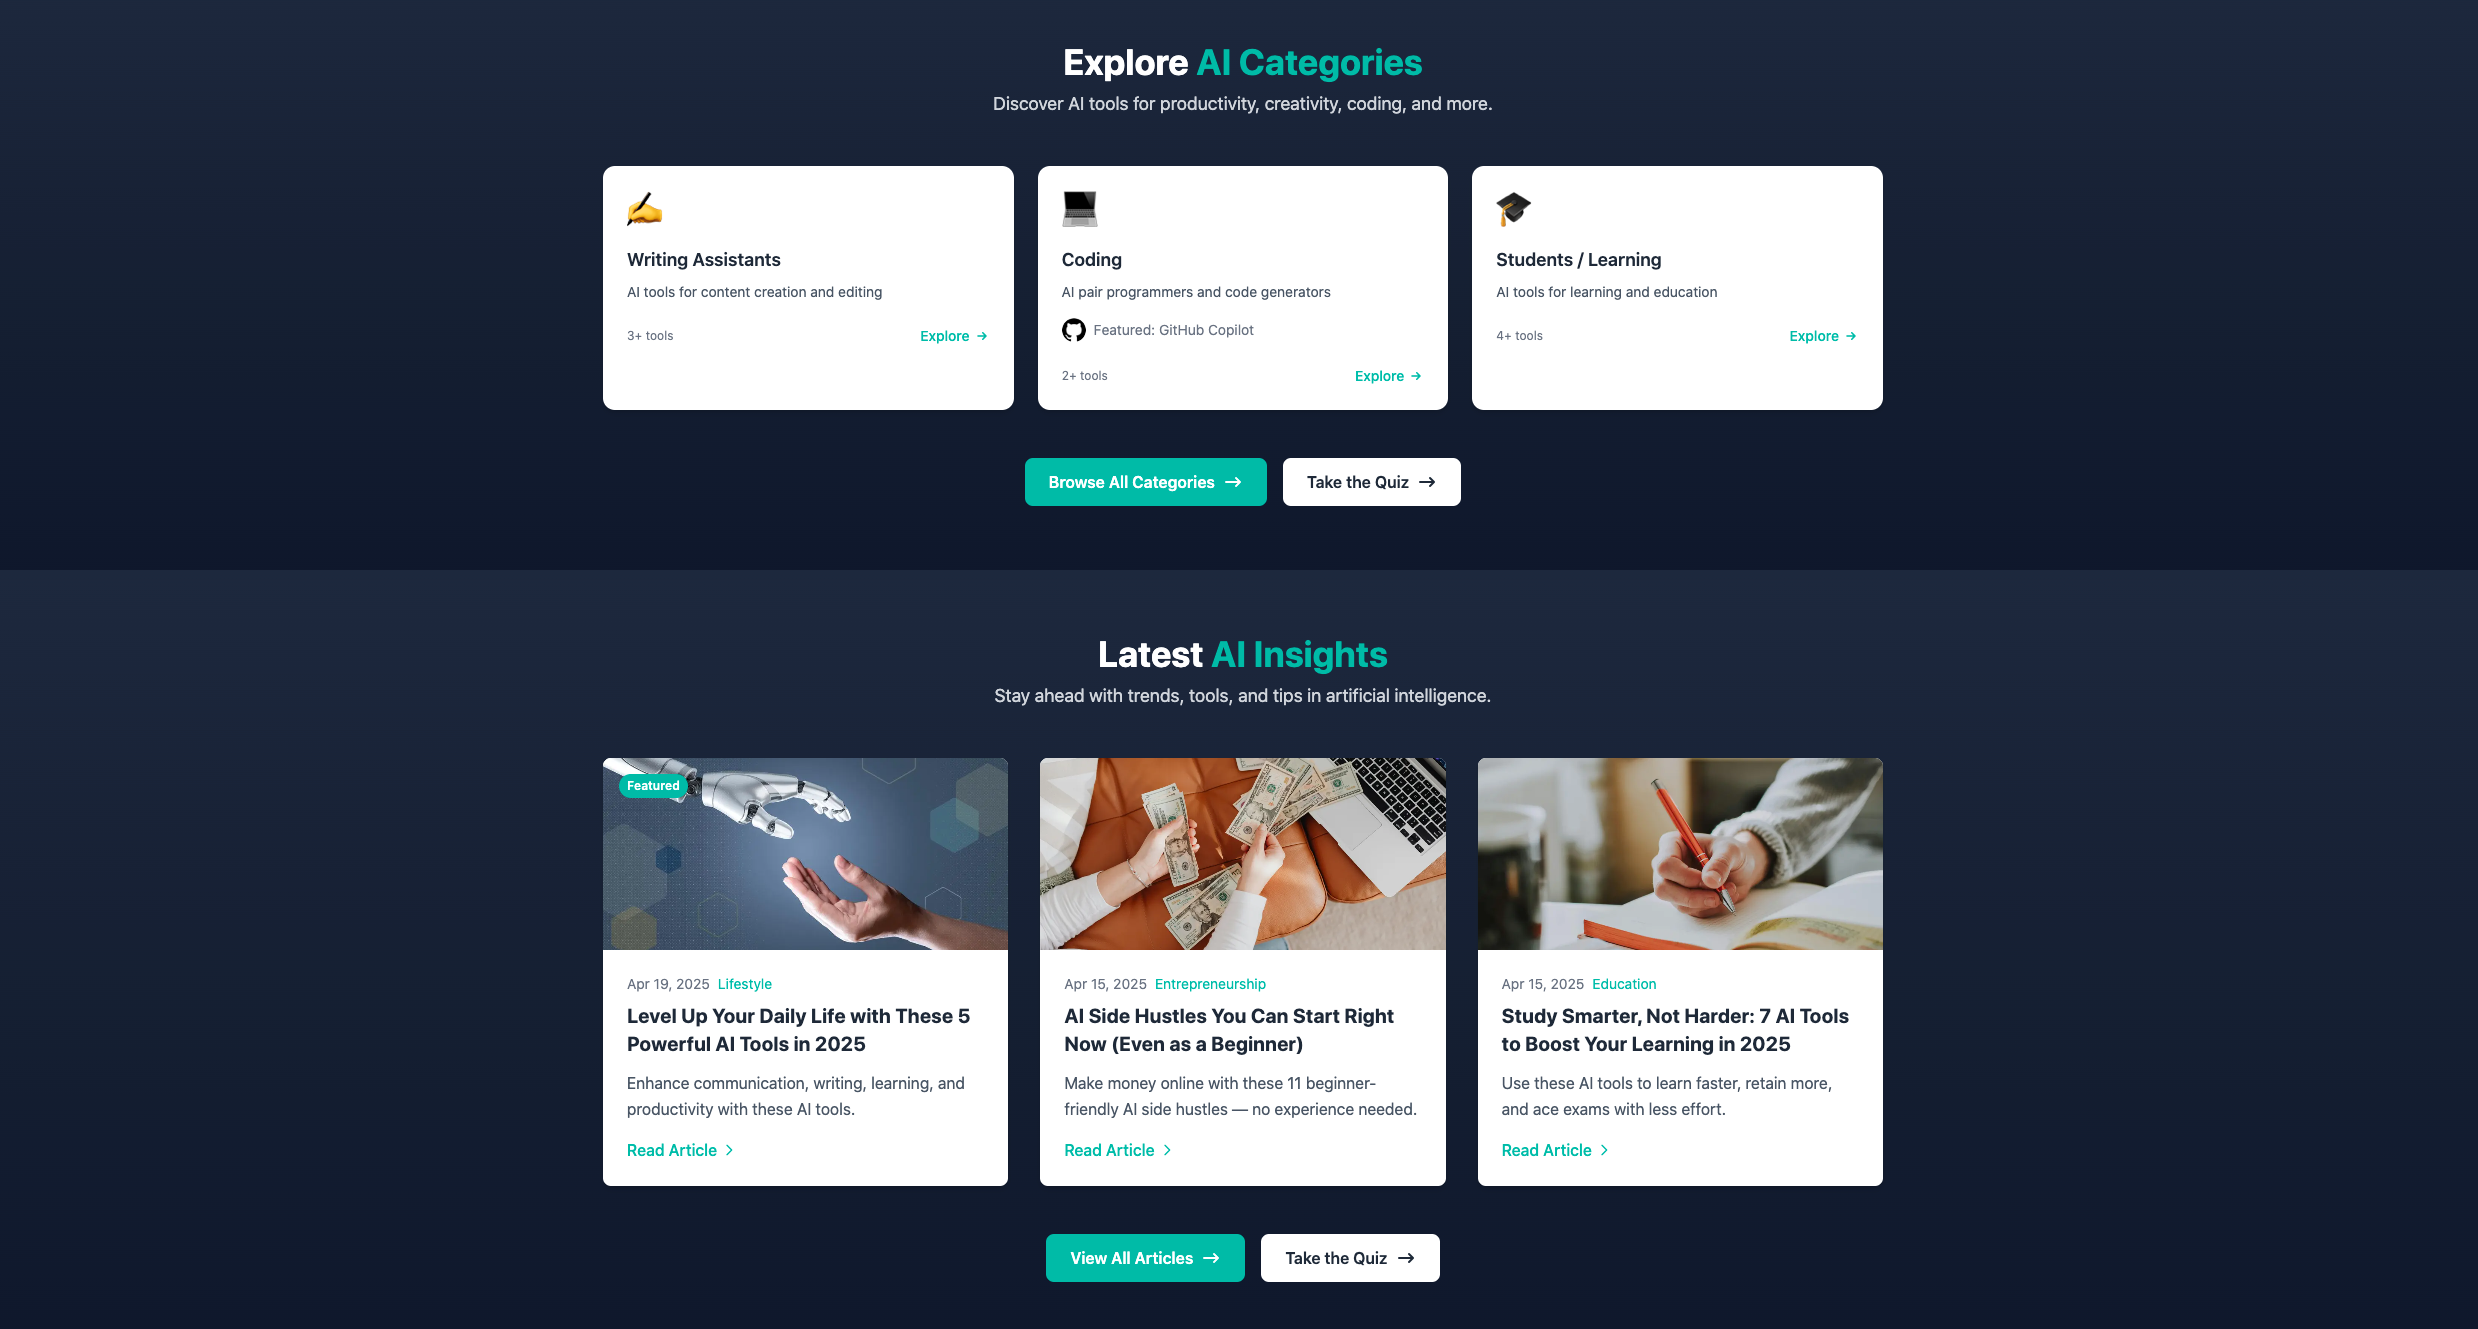 Explore AI Categories
Discover AI tools for productivity, creativity, coding, and more.
Writing Assistants
AI tools for content creation and editing
3+ tools
Explore →
Coding
AI pair programmers and code generators
Featured: GitHub Copilot
2+ tools
Explore →
Students / Learning
AI tools for learning and education
4+ tools
Explore →
Browse All Categories →
Take the Quiz →
Latest AI Insights
Stay ahead with trends, tools, and tips in artificial intelligence.
Featured
Apr 19, 2025 Lifestyle
Level Up Your Daily Life with These 5
Powerful AI Tools in 2025
Enhance communication, writing, learning, and
productivity with these AI tools.
Read Article >
Apr 15, 2025 Entrepreneurship
AI Side Hustles You Can Start Right
Now (Even as a Beginner)
Make money online with these 11 beginner-
friendly AI side hustles — no experience needed.
Read Article >
Apr 15, 2025 Education
Study Smarter, Not Harder: 7 AI Tools
to Boost Your Learning in 2025
Use these AI tools to learn faster, retain more,
and ace exams with less effort.
Read Article >
View All Articles →
Take the Quiz →